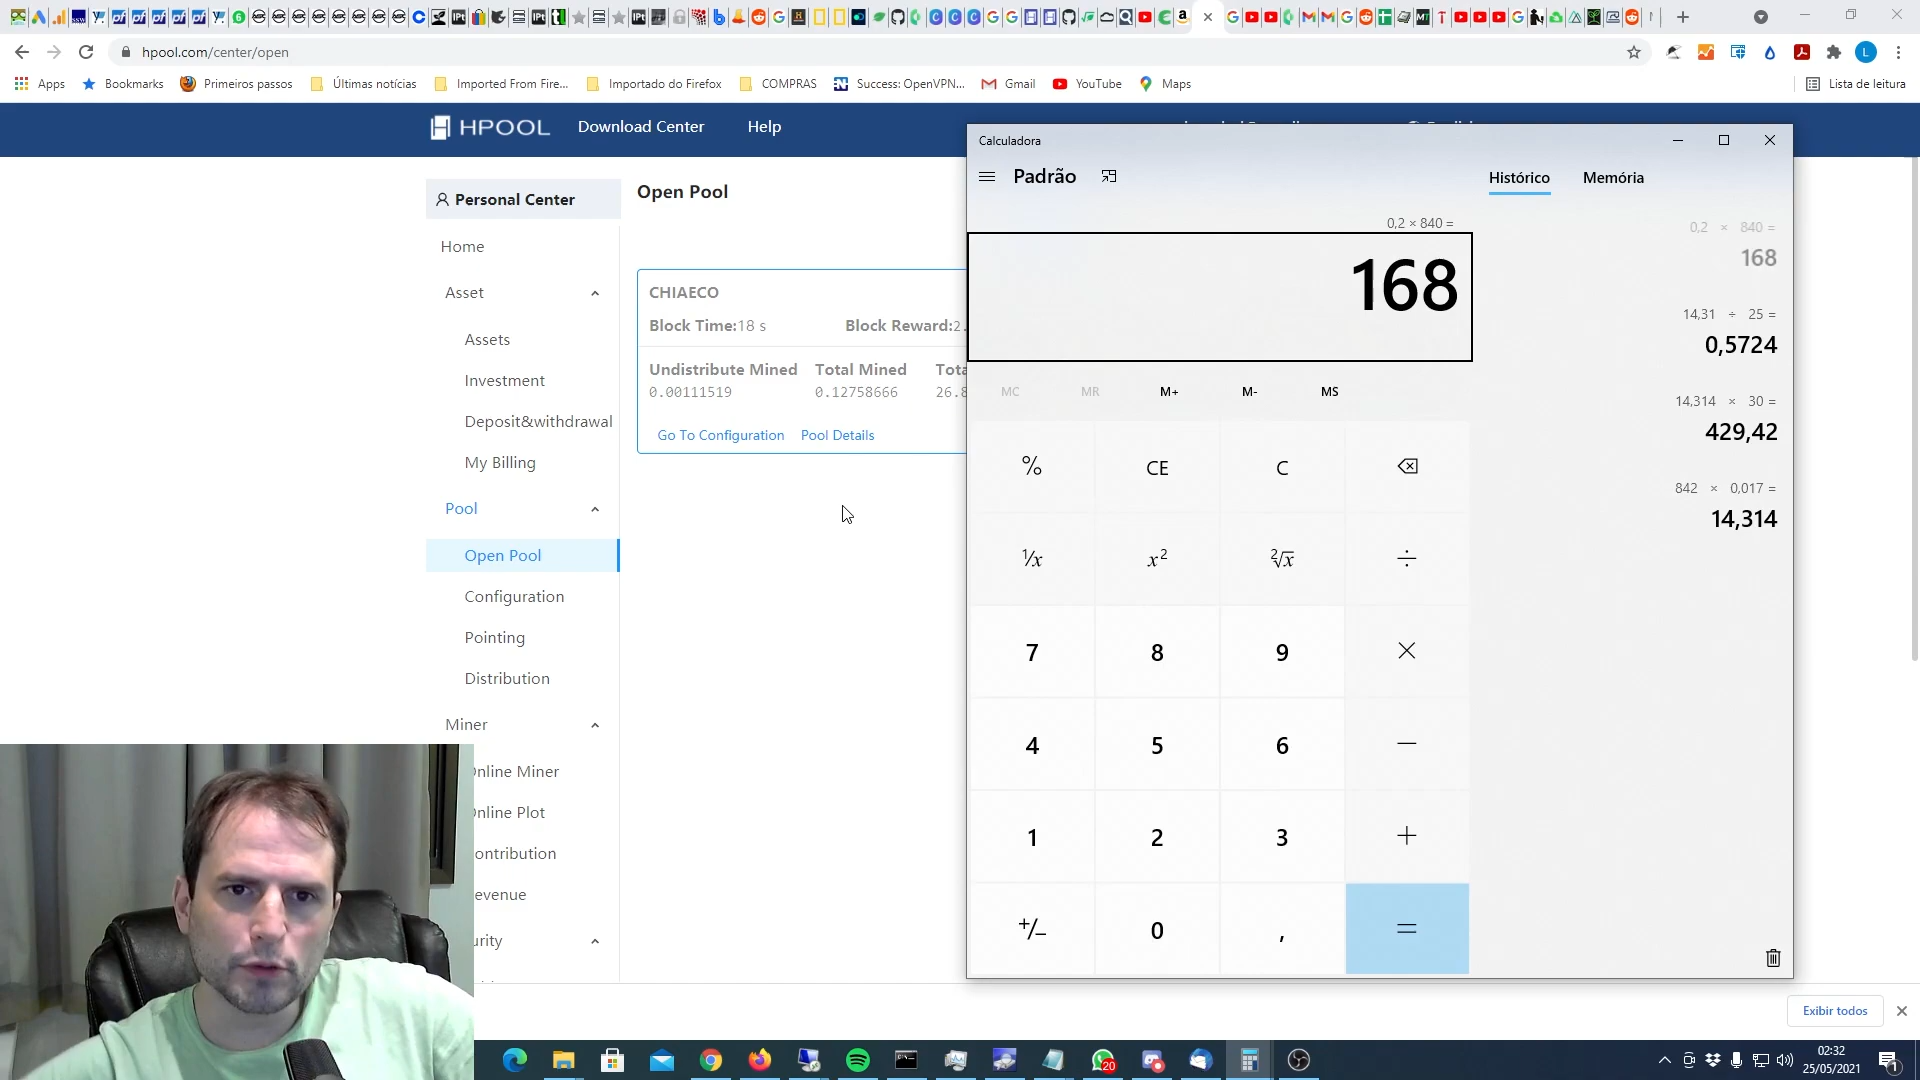 hpool.com/center/open
Apps
Bookmarks
Primeiros passos
Últimas notícias
Imported From Fire...
Importado do Firefox
COMPRAS
Success: OpenVPN...
Gmail
YouTube
Maps
Lista de leitura
HPOOL
Download Center
Help
Personal Center
Home
Asset
Assets
Investment
Deposit&withdrawal
My Billing
Pool
Open Pool
Configuration
Pointing
Distribution
Miner
nline Miner
nline Plot
ontribution
evenue
urity
Open Pool
CHIAECO
Block Time:18 s
Block Reward:2.
Undistribute Mined
Total Mined
Tota
0.00111519
0.12758666
26.8
Go To Configuration
Pool Details
Calculadora
Padrão
0,2 × 840 =
168
MC
MR
M+
M-
MS
%
CE
C
¹/x
x²
²√x
÷
7
8
9
×
4
5
6
−
1
2
3
+
+/−
0
,
=
Histórico
Memória
0,2 × 840 =
168
14,31 ÷ 25 =
0,5724
14,314 × 30 =
429,42
842 × 0,017 =
14,314
Exibir todos
20
02:32
25/05/2021
1